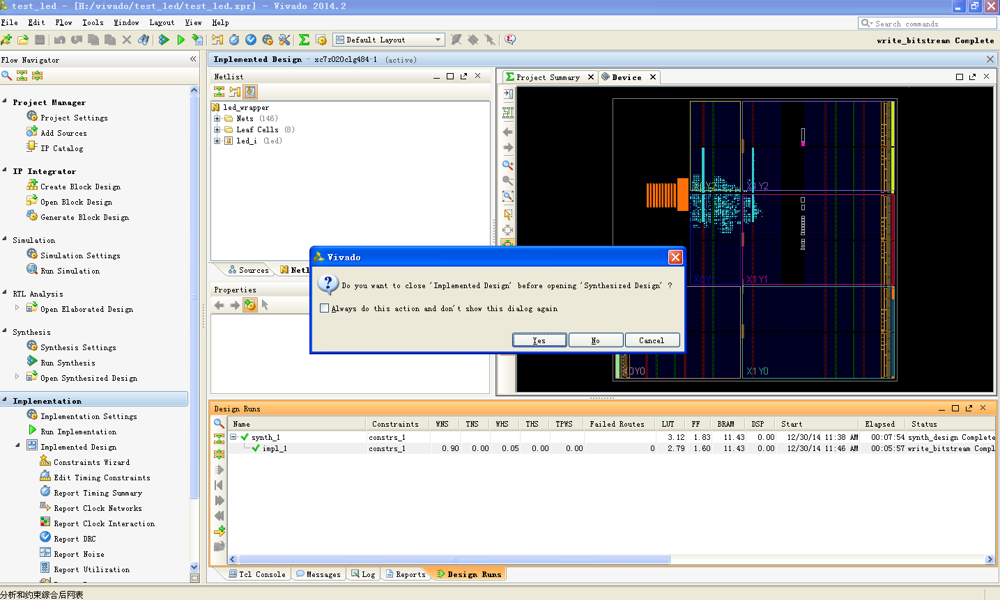 test_led - [H:/vivado/test_led/test_led.xpr] - Vivado 2014.2
File Edit Flow Tools Window Layout View Help
Search commands
Default Layout
write_bitstream Complete
Flow Navigator
Project Manager
Project Settings
Add Sources
IP Catalog
IP Integrator
Create Block Design
Open Block Design
Generate Block Design
Simulation
Simulation Settings
Run Simulation
RTL Analysis
Open Elaborated Design
Synthesis
Synthesis Settings
Run Synthesis
Open Synthesized Design
Implementation
Implementation Settings
Run Implementation
Implemented Design
Constraints Wizard
Edit Timing Constraints
Report Timing Summary
Report Clock Networks
Report Clock Interaction
Report DRC
Report Noise
Report Utilization
Implemented Design - xc7z020clg484-1 (active)
Netlist
led_wrapper
Nets (146)
Leaf Cells (8)
led_i (led)
Sources
Properties
Project Summary
Device
X0Y2
X1Y2
X1Y1
X0Y0
X1Y0
Vivado
Do you want to close 'Implemented Design' before opening 'Synthesized Design' ?
Always do this action and don't show this dialog again
Yes
No
Cancel
Design Runs
Name Constraints WNS TNS WHS THS TPWS Failed Routes LUT FF BRAM DSP Start Elapsed Status
synth_1 constrs_1 3.12 1.83 11.43 0.00 12/30/14 11:38 AM 00:07:54 synth_design Complete
impl_1 constrs_1 0.90 0.00 0.05 0.00 0.00 0 2.79 1.60 11.43 0.00 12/30/14 11:46 AM 00:05:57 write_bitstream Compl
Tcl Console Messages Log Reports Design Runs
分析和约束综合后网表